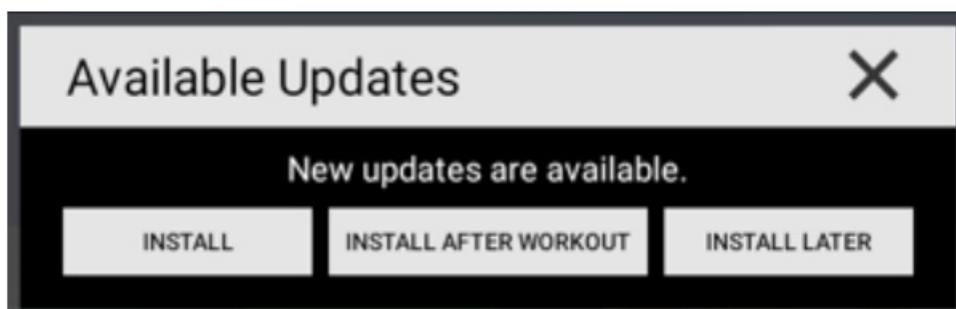 Available Updates
New updates are available.
INSTALL INSTALL AFTER WORKOUT INSTALL LATER